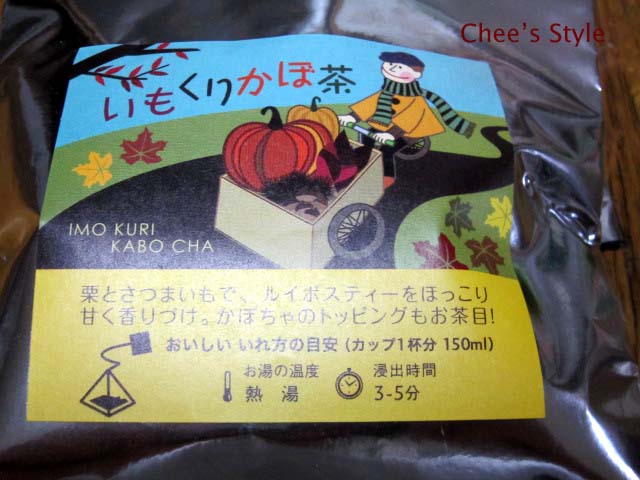 Chee's Style
いもくりかぼ茶
IMO KURI
KABO CHA
栗とさつまいもで、ルイボスティーをほっこり
甘く香りづけ。かぼちゃのトッピングもお茶目!
おいしい いれ方の目安 (カップ1杯分 150ml)
お湯の温度
熱湯
浸出時間
3-5分